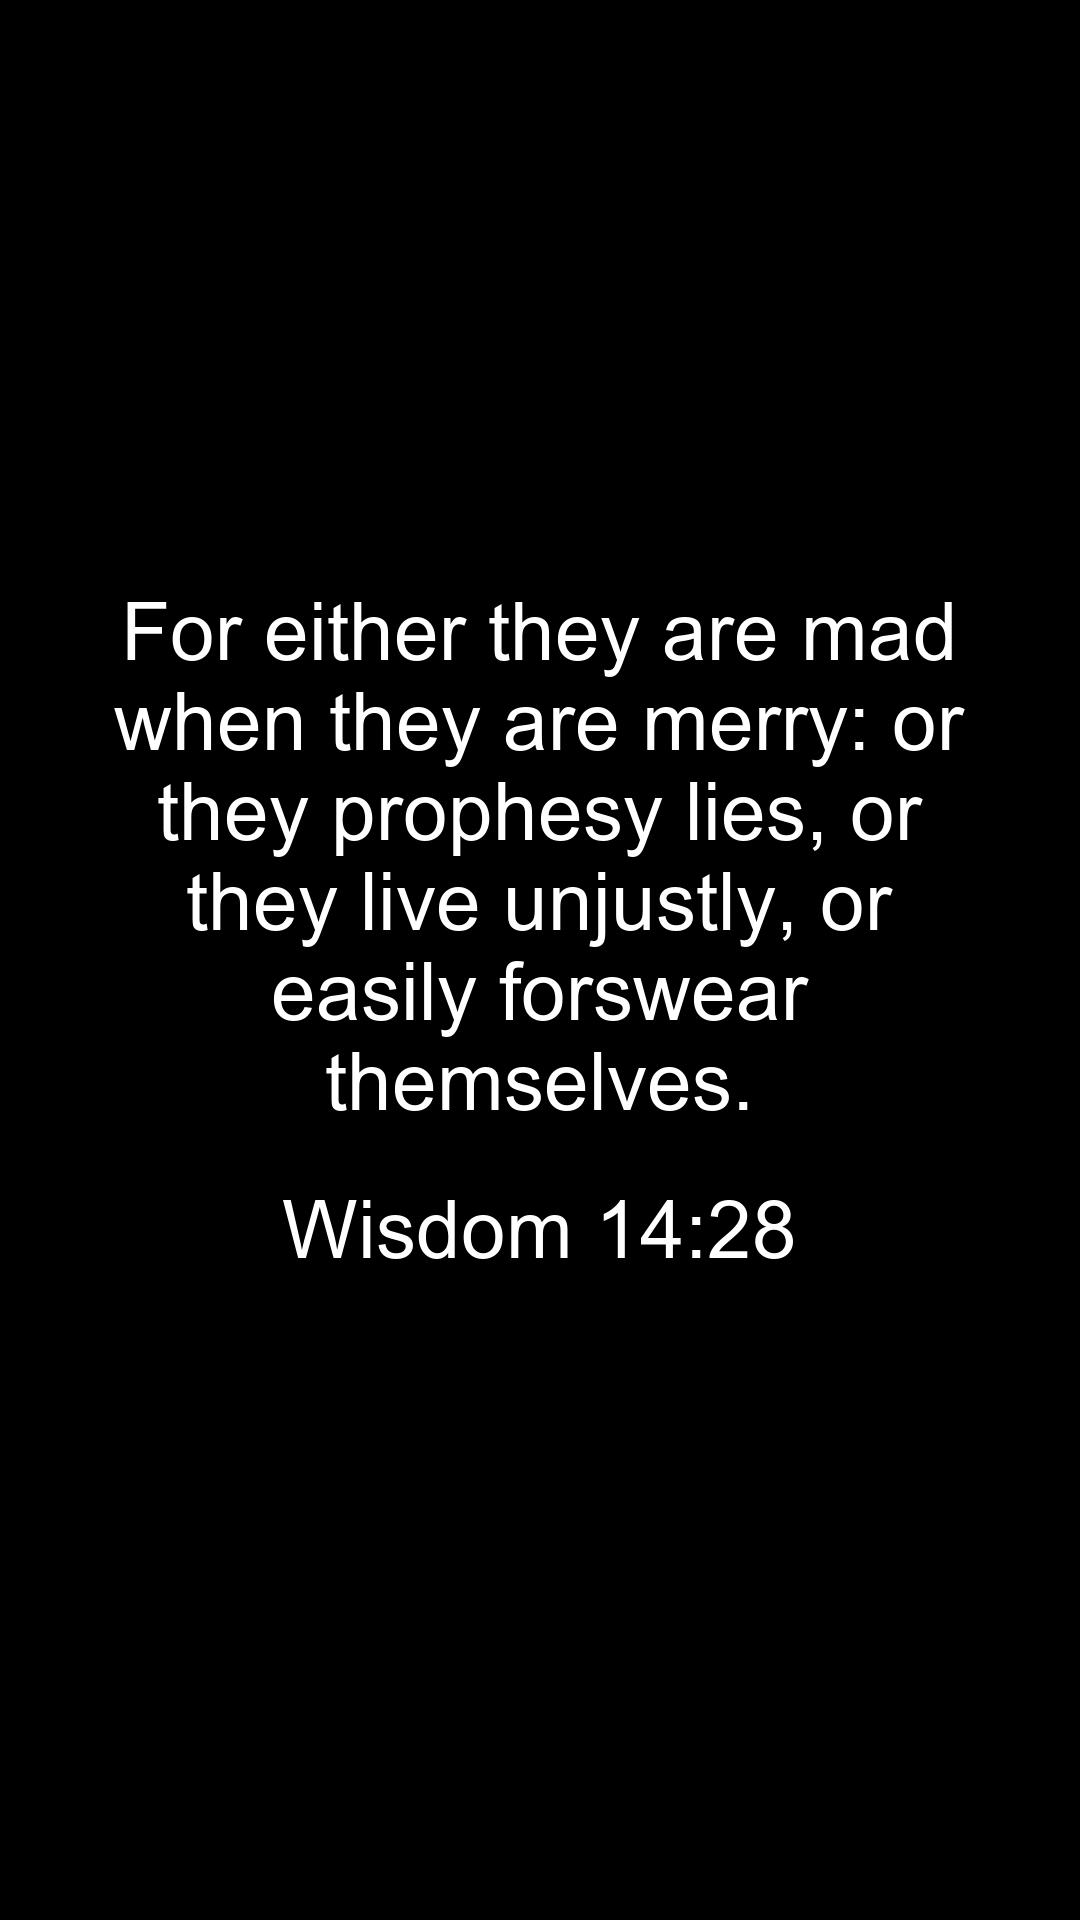 For either they are mad
when they are merry: or
they prophesy lies, or
they live unjustly, or
easily forswear
themselves.
Wisdom 14:28